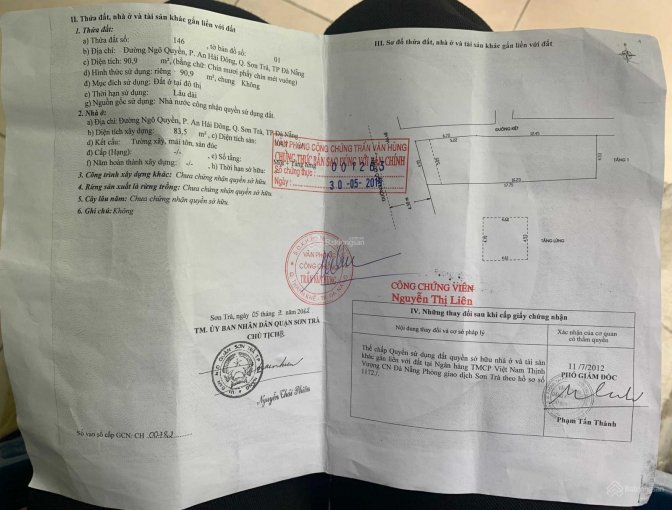 II. Thửa đất, nhà ở và tài sản khác gắn liền với đất
1. Thửa đất:
a) Thửa đất số: 146 , tờ bản đồ số: 01
b) Địa chỉ: Đường Ngô Quyền, P. An Hải Đông, Q. Sơn Trà, TP Đà Nẵng
c) Diện tích: 90,9 m², (bằng chữ: Chín mươi phẩy chín mét vuông)
d) Hình thức sử dụng: riêng: 90,9 m², chung: Không
đ) Mục đích sử dụng: Đất ở tại đô thị
e) Thời hạn sử dụng: Lâu dài
g) Nguồn gốc sử dụng: Nhà nước công nhận quyền sử dụng đất.
2. Nhà ở:
a) Địa chỉ: Đường Ngô Quyền, P. An Hải Đông, Q. Sơn Trà, TP Đà Nẵng
b) Diện tích xây dựng: 83,5 m², c) Diện tích sàn:
d) Kết cấu: Tường xây, mái tôn, sàn đúc
đ) Cấp (Hạng): -/- e) Số tầng:
f) Năm hoàn thành xây dựng: -/- h) Thời hạn sở hữu:
3. Công trình xây dựng khác: Chưa chứng nhận quyền sở hữu.
4. Rừng sản xuất là rừng trồng: Chưa chứng nhận quyền sở hữu.
5. Cây lâu năm: Chưa chứng nhận quyền sở hữu.
6. Ghi chú: Không
VĂN PHÒNG CÔNG CHỨNG TRẦN VĂN HÙNG
CHỨNG THỰC BẢN SAO ĐÚNG VỚI BẢN CHÍNH
Số chứng thực:
Ngày: 30-05-201
VĂN PHÒNG
CÔNG CHỨNG
TRẦN VĂN HÙNG
Sơn Trà, ngày 05 tháng 7 năm 2012
TM. ỦY BAN NHÂN DÂN QUẬN SƠN TRÀ
CHỦ TỊCH
Số vào sổ cấp GCN: CH
III. Sơ đồ thửa đất, nhà ở và tài sản khác gắn liền với đất
ĐƯỜNG KIỆT
6.22
12.45
TẦNG 1
17.75
TẦNG LỬNG
CÔNG CHỨNG VIÊN
Nguyễn Thị Liên
IV. Những thay đổi sau khi cấp giấy chứng nhận
Nội dung thay đổi và cơ sở pháp lý
Xác nhận của cơ quan
có thẩm quyền
Thế chấp Quyền sử dụng đất quyền sở hữu nhà ở và tài sản
khác gắn liền với đất tại Ngân hàng TMCP Việt Nam Thịnh
Vượng CN Đà Nẵng Phòng giao dịch Sơn Trà theo hồ sơ số
1172./.
11/7/2012
PHÓ GIÁM ĐỐC
Phạm Tấn Thành
Batdongsan